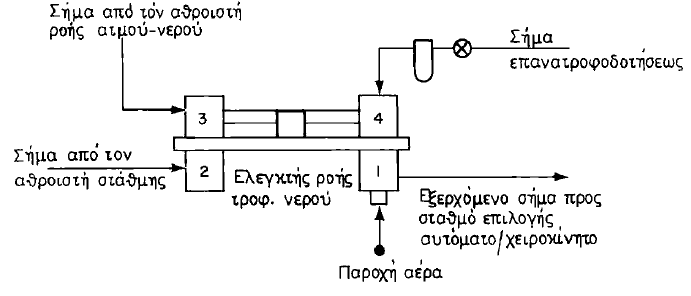 Σήμα από τόν αθροιστή
ροής ατμού-νερού
Σήμα
επανατροφοδοτήσεως
3
4
Σήμα από τον
αθροιστή στάθμης
2
Ελεγκτής ροής
τροφ. νερού
1
Εξερχόμενο σήμα προς
σταθμό επιλογής
αυτόματο/χειροκίνητο
Παροχή αέρα